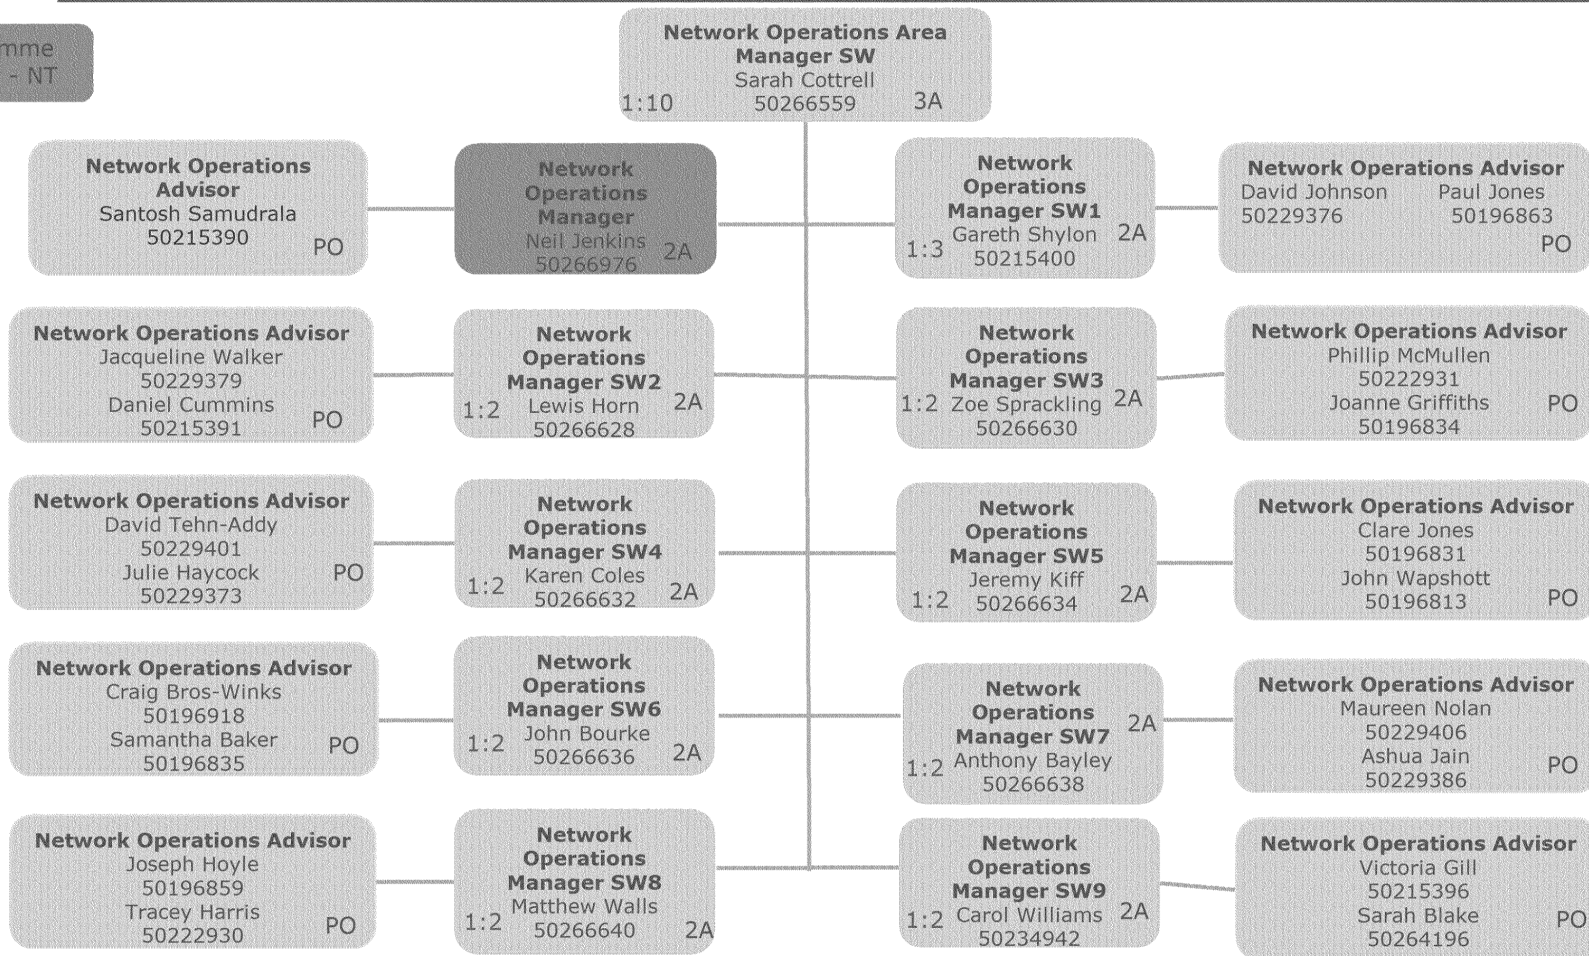 mme
- NT
Network Operations Area
Manager SW
Sarah Cottrell
1:10 50266559 3A
Network Operations
Advisor
Santosh Samudrala
50215390
PO
Network
Operations
Manager
Neil Jenkins
2A
50266976
Network
Operations
Manager SW1
1:3 Gareth Shylon 2A
50215400
Network Operations Advisor
David Johnson Paul Jones
50229376 50196863
PO
Network Operations Advisor
Jacqueline Walker
50229379
Daniel Cummins
PO
50215391
Network
Operations
Manager SW2
1:2 Lewis Horn 2A
50266628
Network
Operations
Manager SW3
1:2 Zoe Sprackling 2A
50266630
Network Operations Advisor
Phillip McMullen
50222931
Joanne Griffiths PO
50196834
Network Operations Advisor
David Tehn-Addy
50229401
Julie Haycock PO
50229373
Network
Operations
Manager SW4
Karen Coles
1:2 50266632 2A
Network
Operations
Manager SW5
Jeremy Kiff
1:2 50266634 2A
Network Operations Advisor
Clare Jones
50196831
John Wapshott
50196813 PO
Network Operations Advisor
Craig Bros-Winks
50196918
Samantha Baker PO
50196835
Network
Operations
Manager SW6
John Bourke
1:2 50266636 2A
Network
Operations
Manager SW7 2A
1:2 Anthony Bayley
50266638
Network Operations Advisor
Maureen Nolan
50229406
Ashua Jain
PO
50229386
Network Operations Advisor
Joseph Hoyle
50196859
Tracey Harris
PO
50222930
Network
Operations
Manager SW8
Matthew Walls
1:2 50266640 2A
Network
Operations
Manager SW9
1:2 Carol Williams 2A
50234942
Network Operations Advisor
Victoria Gill
50215396
Sarah Blake PO
50264196